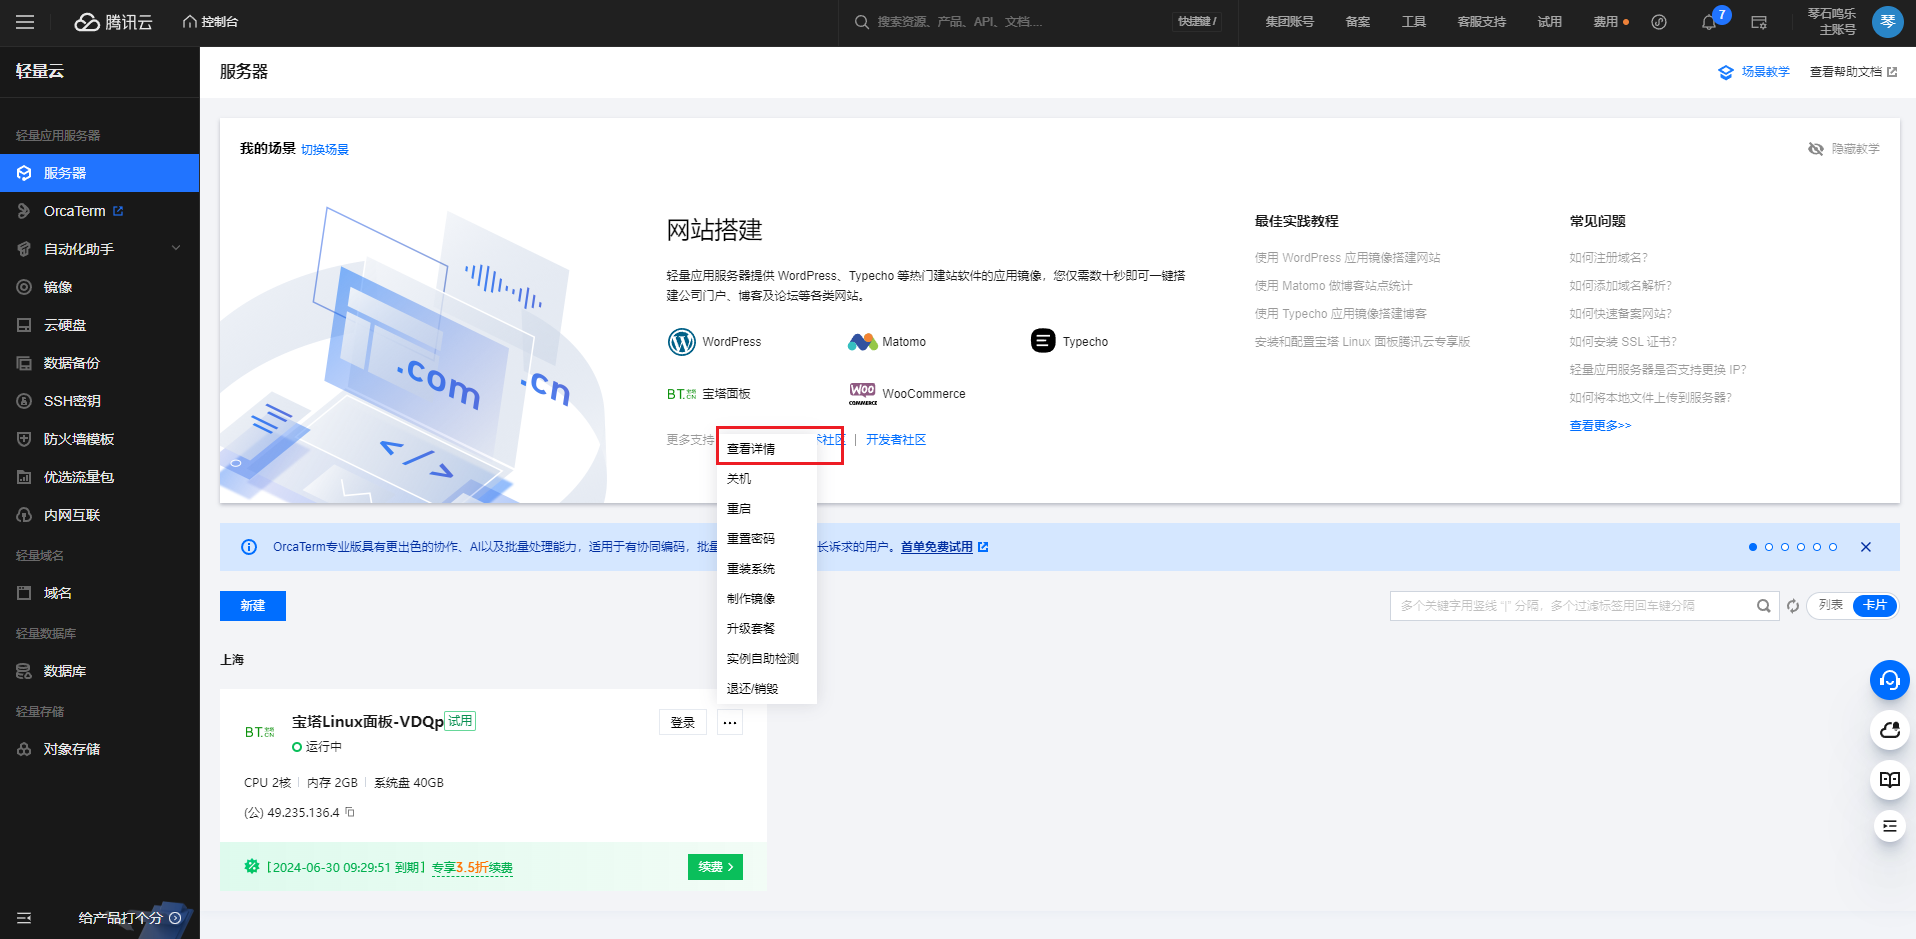 腾讯云
控制台
搜索资源、产品、API、文档....
快捷键 /
集团账号
备案
工具
客服支持
试用
费用
7
琴石鸣乐
主账号
琴
轻量云
轻量应用服务器
服务器
OrcaTerm
自动化助手
镜像
云硬盘
数据备份
SSH密钥
防火墙模板
优选流量包
内网互联
轻量域名
域名
轻量数据库
数据库
轻量存储
对象存储
给产品打个分
服务器
场景教学
查看帮助文档
我的场景 切换场景
隐藏教学
.com
.cn
</>
网站搭建
轻量应用服务器提供 WordPress、Typecho 等热门建站软件的应用镜像，您仅需数十秒即可一键搭
建公司门户、博客及论坛等各类网站。
WordPress
Matomo
Typecho
BT.宝塔.CN 宝塔面板
WOO COMMERCE WooCommerce
更多支持
术社区 | 开发者社区
最佳实践教程
使用 WordPress 应用镜像搭建网站
使用 Matomo 做博客站点统计
使用 Typecho 应用镜像搭建博客
安装和配置宝塔 Linux 面板腾讯云专享版
常见问题
如何注册域名?
如何添加域名解析?
如何快速备案网站?
如何安装 SSL 证书?
轻量应用服务器是否支持更换 IP?
如何将本地文件上传到服务器?
查看更多>>
查看详情
关机
重启
重置密码
重装系统
制作镜像
升级套餐
实例自助检测
退还/销毁
OrcaTerm专业版具有更出色的协作、AI以及批量处理能力，适用于有协同编码，批量
长诉求的用户。首单免费试用
新建
多个关键字用竖线 "|" 分隔，多个过滤标签用回车键分隔
列表
卡片
上海
BT.宝塔.CN
宝塔Linux面板-VDQp 试用
运行中
登录
...
CPU 2核 | 内存 2GB | 系统盘 40GB
(公) 49.235.136.4
[2024-06-30 09:29:51 到期] 专享3.5折续费
续费 >